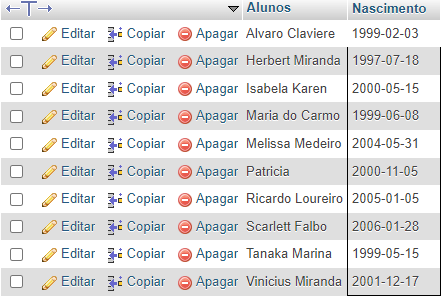 Alunos Nascimento
Editar Copiar Apagar Alvaro Claviere 1999-02-03
Editar Copiar Apagar Herbert Miranda 1997-07-18
Editar Copiar Apagar Isabela Karen 2000-05-15
Editar Copiar Apagar Maria do Carmo 1999-06-08
Editar Copiar Apagar Melissa Medeiro 2004-05-31
Editar Copiar Apagar Patricia 2000-11-05
Editar Copiar Apagar Ricardo Loureiro 2005-01-05
Editar Copiar Apagar Scarlett Falbo 2006-01-28
Editar Copiar Apagar Tanaka Marina 1999-05-15
Editar Copiar Apagar Vinicius Miranda 2001-12-17